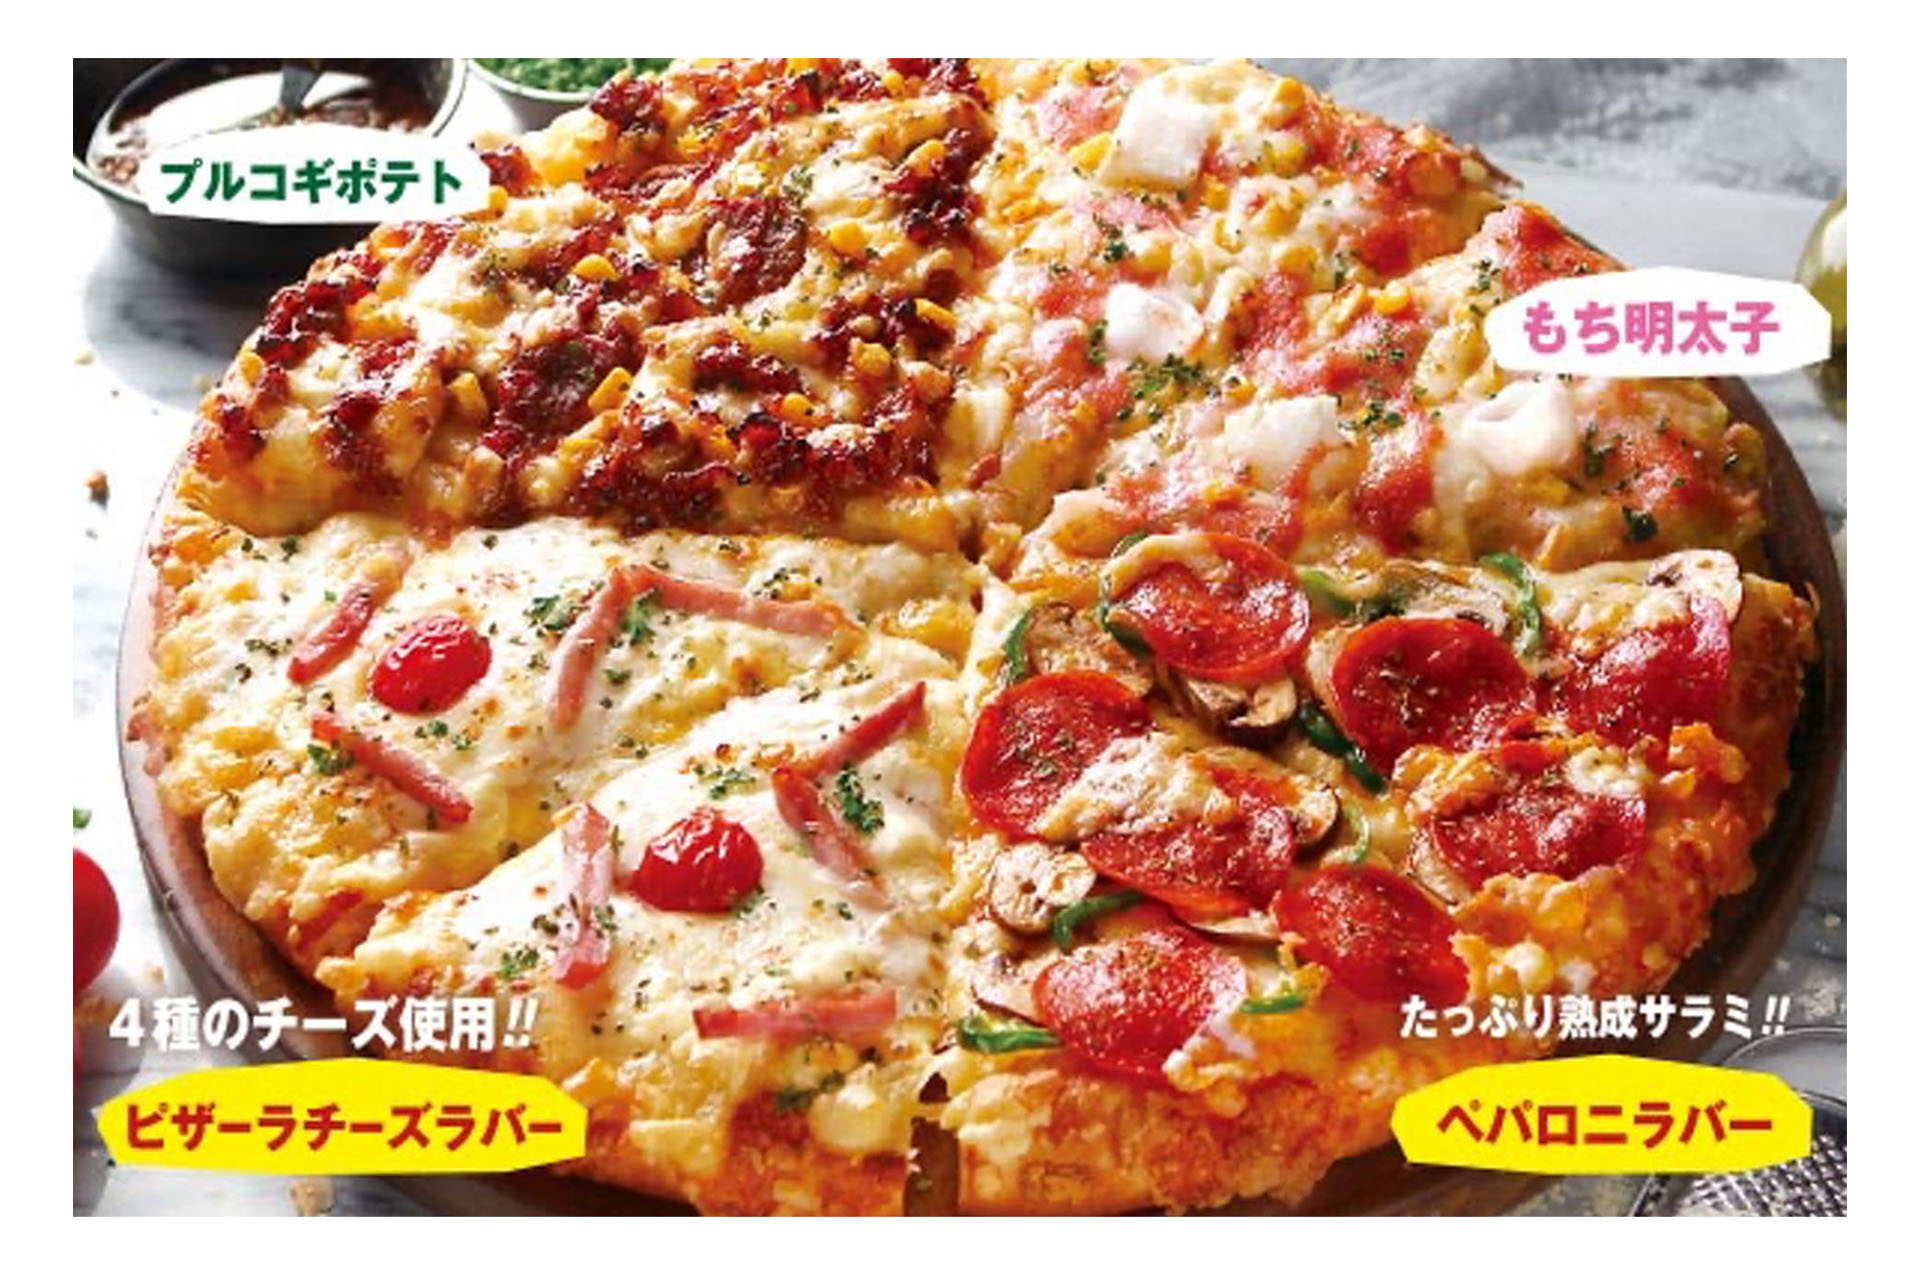 プルコギポテト
もち明太子
4種のチーズ使用!!
ピザーラチーズラバー
たっぷり熟成サラミ!!
ペパロニラバー